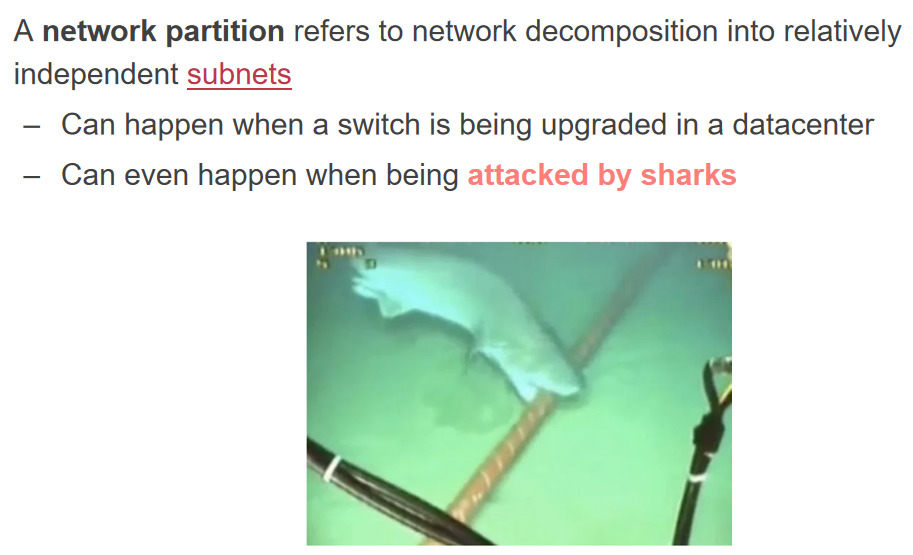 A network partition refers to network decomposition into relatively
independent subnets
– Can happen when a switch is being upgraded in a datacenter
– Can even happen when being attacked by sharks